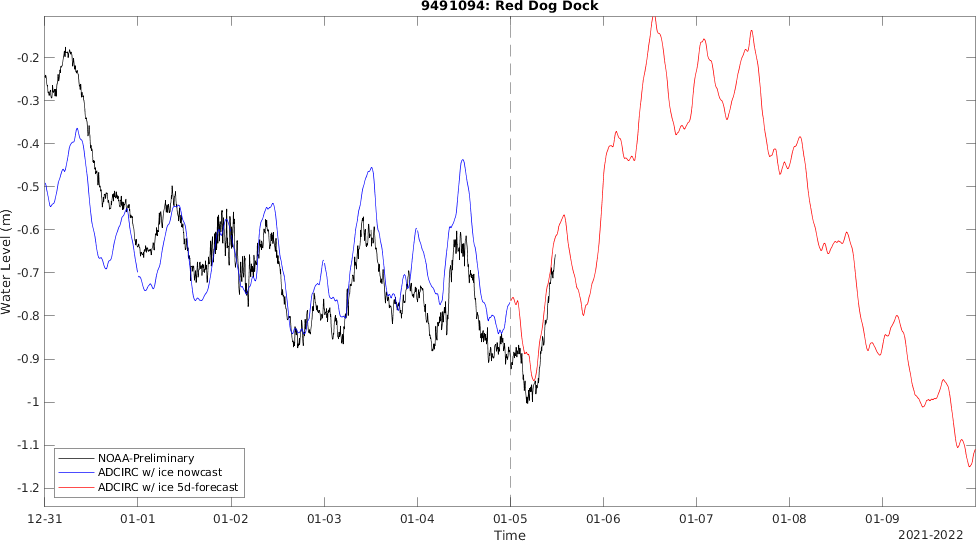 9491094: Red Dog Dock
-0.2
-0.3
-0.4
-0.5
-0.6
-0.7
-0.8
-0.9
-1
-1.1
-1.2
Water Level (m)
NOAA-Preliminary
ADCIRC w/ ice nowcast
ADCIRC w/ ice 5d-forecast
12-31 01-01 01-02 01-03 01-04 01-05 01-06 01-07 01-08 01-09
Time
2021-2022